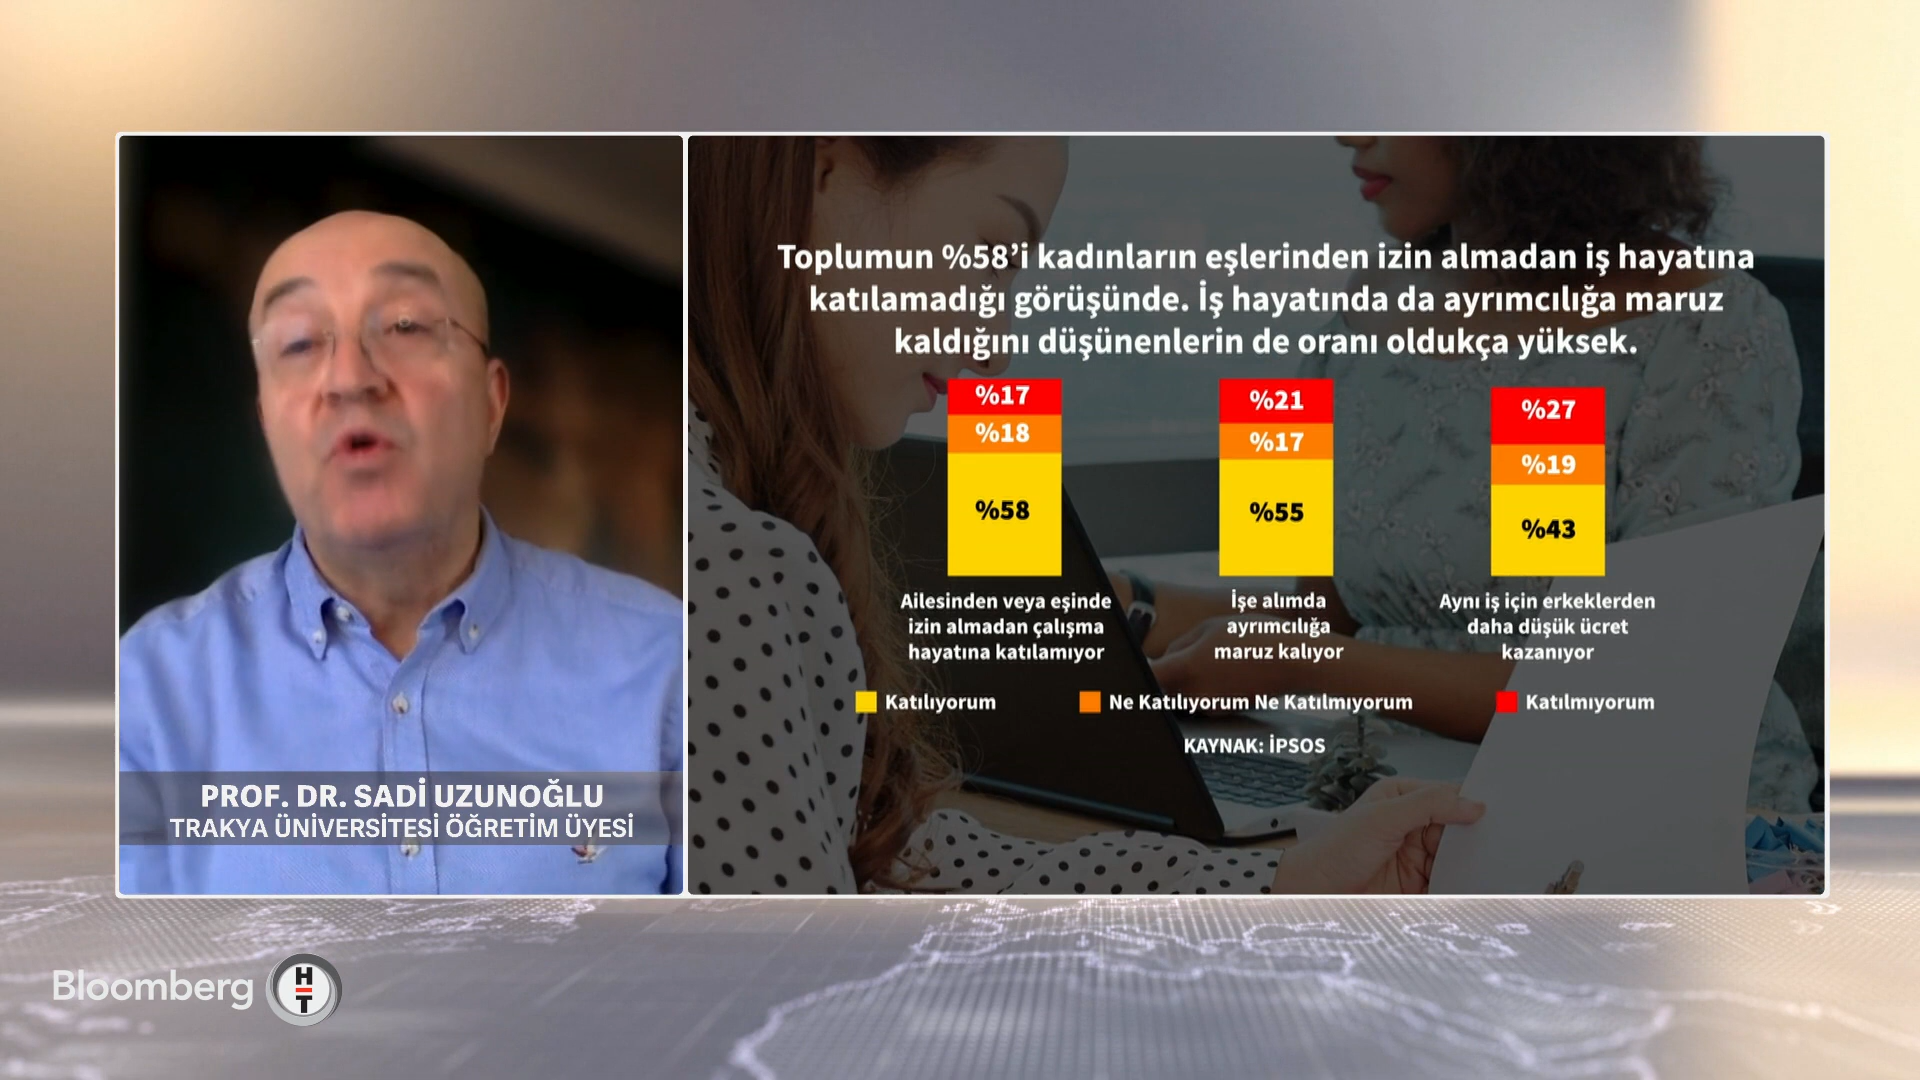 Toplumun %58’i kadınların eşlerinden izin almadan iş hayatına
katılamadığı görüşünde. İş hayatında da ayrımcılığa maruz
kaldığını düşünenlerin de oranı oldukça yüksek.
%17
%18
%58
%21
%17
%55
%27
%19
%43
Ailesinden veya eşinde
izin almadan çalışma
hayatına katılamıyor
İşe alımda
ayrımcılığa
maruz kalıyor
Aynı iş için erkeklerden
daha düşük ücret
kazanıyor
Katılıyorum
Ne Katılıyorum Ne Katılmıyorum
Katılmıyorum
KAYNAK: İPSOS
PROF. DR. SADİ UZUNOĞLU
TRAKYA ÜNİVERSİTESİ ÖĞRETİM ÜYESİ
Bloomberg HT